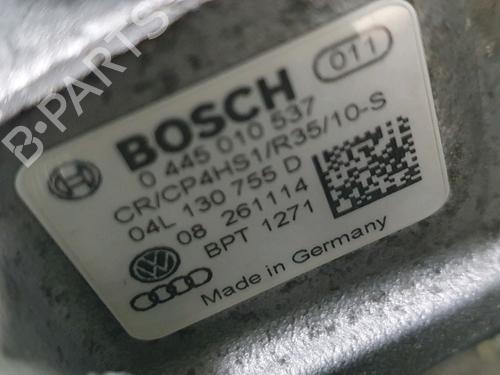 BOSCH
011
0 445 010 537
CR/CP4HS1/R35/10-S
04L 130 755 D
08 261114
BPT 1271
Made in Germany
B-PARTS